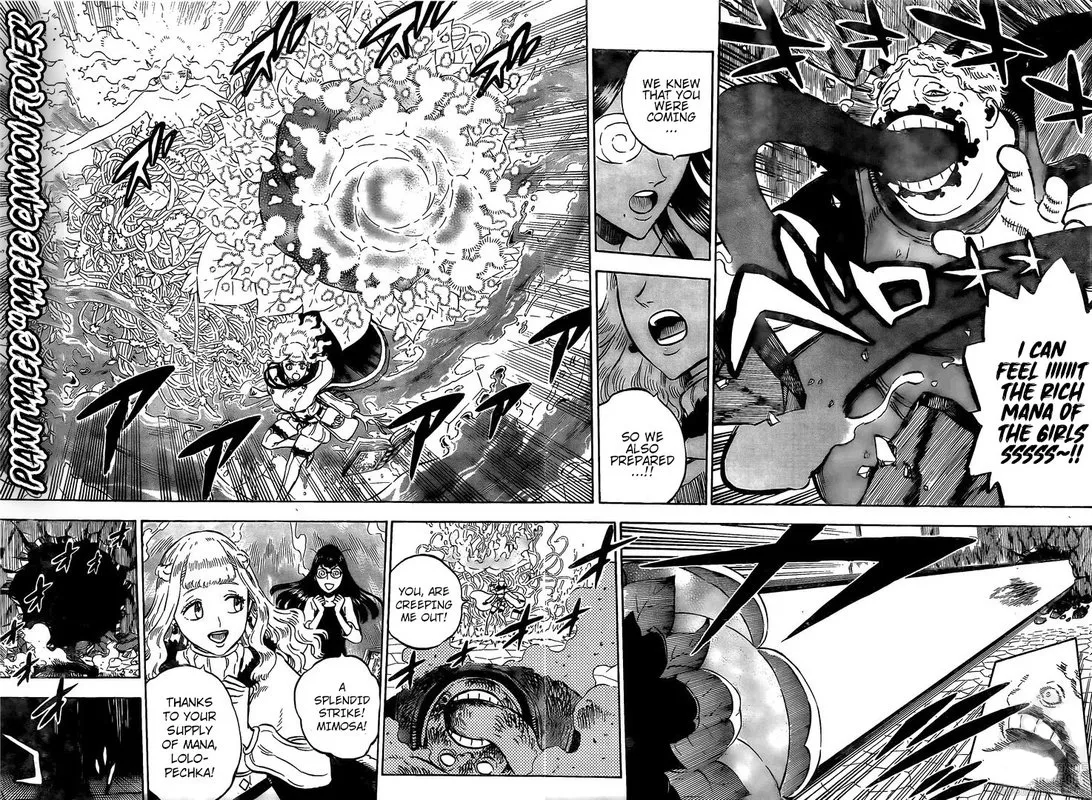 I CAN
FEEL IIIIIIT
THE RICH
MANA OF
THE GIRLS
SSSSS~!!
ベロ
WE KNEW
THAT YOU
WERE
COMING
...
SO WE
ALSO
PREPARED
...!!
PLANT MAGIC "MAGIC CANNON FLOWER"
YOU, ARE
CREEPING
ME OUT!
A
SPLENDID
STRIKE!
MIMOSA!
THANKS
TO YOUR
SUPPLY
OF MANA,
LOLO-
PECHKA!